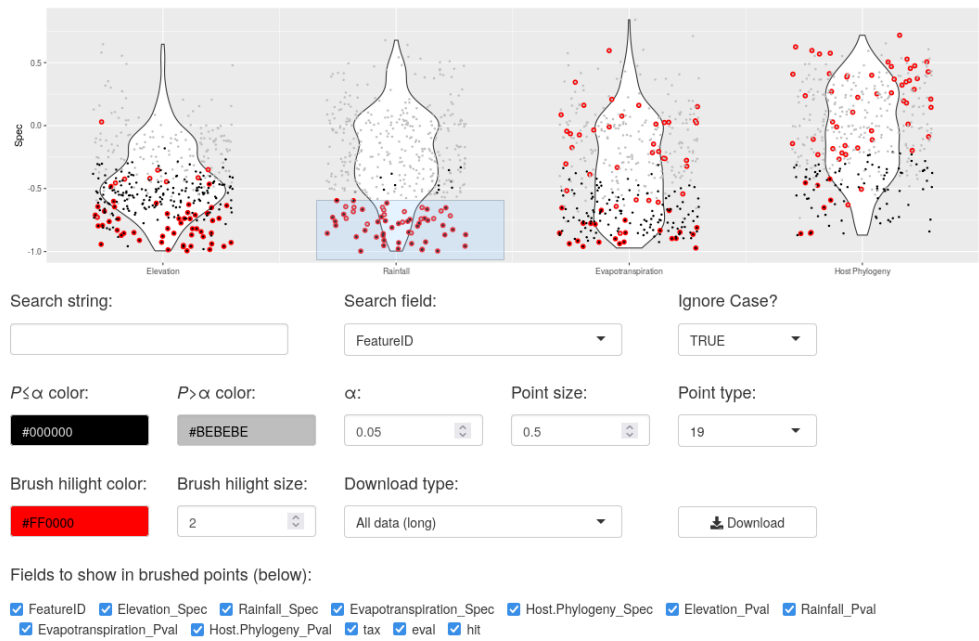 0.5
0.0
-0.5
-1.0
Spec
Elevation Rainfall Evapotranspiration Host Phylogeny
Search string: Search field: Ignore Case?
FeatureID TRUE
P≤α color: P>α color: α: Point size: Point type:
#000000 #BEBEBE 0.05 0.5 19
Brush hilight color: Brush hilight size: Download type:
#FF0000 2 All data (long) Download
Fields to show in brushed points (below):
FeatureID Elevation_Spec Rainfall_Spec Evapotranspiration_Spec Host.Phylogeny_Spec Elevation_Pval Rainfall_Pval
Evapotranspiration_Pval Host.Phylogeny_Pval tax eval hit